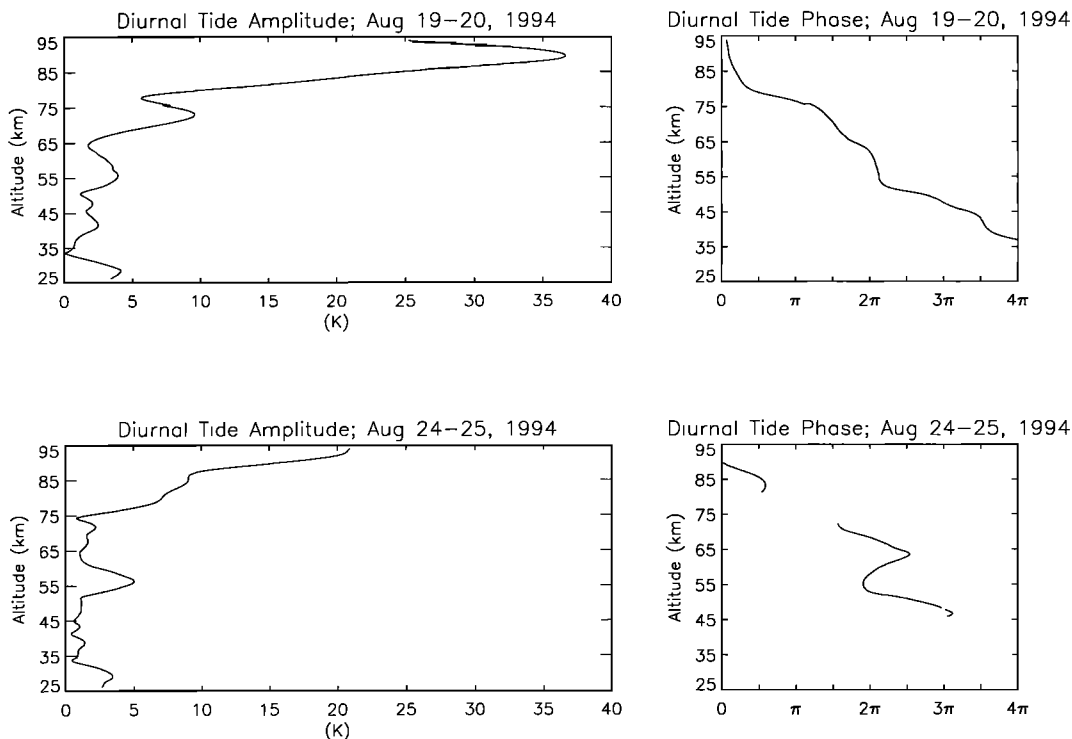 Diurnal Tide Amplitude; Aug 19-20, 1994
Altitude (km)
95
85
75
65
55
45
35
25
0 5 10 15 20 25 30 35 40
(K)
Diurnal Tide Phase; Aug 19-20, 1994
Altitude (km)
95
85
75
65
55
45
35
25
0 π 2π 3π 4π
Diurnal Tide Amplitude; Aug 24-25, 1994
Altitude (km)
95
85
75
65
55
45
35
25
0 5 10 15 20 25 30 35 40
(K)
Diurnal Tide Phase; Aug 24-25, 1994
Altitude (km)
95
85
75
65
55
45
35
25
0 π 2π 3π 4π